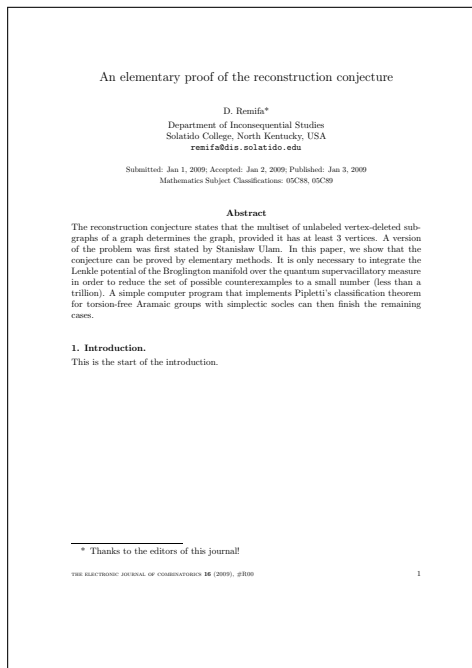 An elementary proof of the reconstruction conjecture
D. Remifa*
Department of Inconsequential Studies
Solatido College, North Kentucky, USA
remifa@dis.solatido.edu
Submitted: Jan 1, 2009; Accepted: Jan 2, 2009; Published: Jan 3, 2009
Mathematics Subject Classifications: 05C88, 05C89
Abstract
The reconstruction conjecture states that the multiset of unlabeled vertex-deleted sub-
graphs of a graph determines the graph, provided it has at least 3 vertices. A version
of the problem was first stated by Stanisław Ulam. In this paper, we show that the
conjecture can be proved by elementary methods. It is only necessary to integrate the
Lenkle potential of the Broglington manifold over the quantum supervacillatory measure
in order to reduce the set of possible counterexamples to a small number (less than a
trillion). A simple computer program that implements Pipletti's classification theorem
for torsion-free Aramaic groups with simplectic socles can then finish the remaining
cases.
1. Introduction.
This is the start of the introduction.
* Thanks to the editors of this journal!
THE ELECTRONIC JOURNAL OF COMBINATORICS 16 (2009), #R00 1